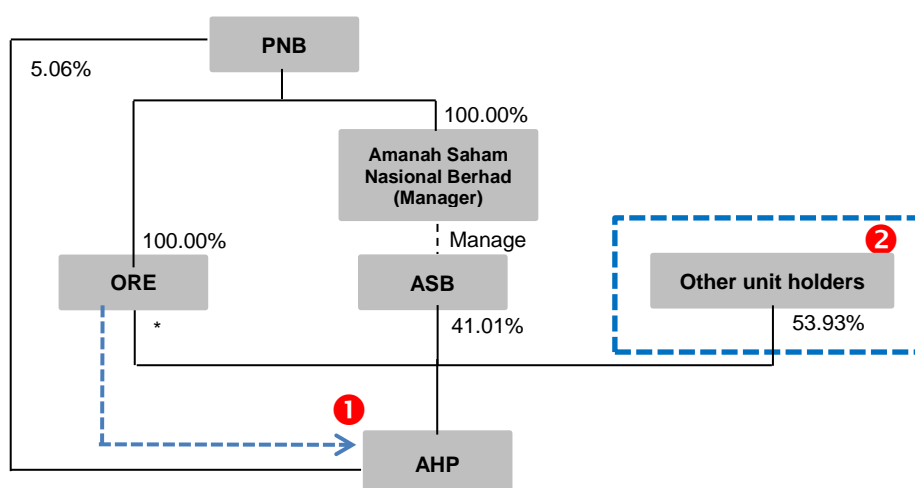 PNB
5.06%
100.00%
Amanah Saham
Nasional Berhad
(Manager)
Manage
100.00%
2
ORE
ASB
Other unit holders
*
41.01%
53.93%
1
AHP